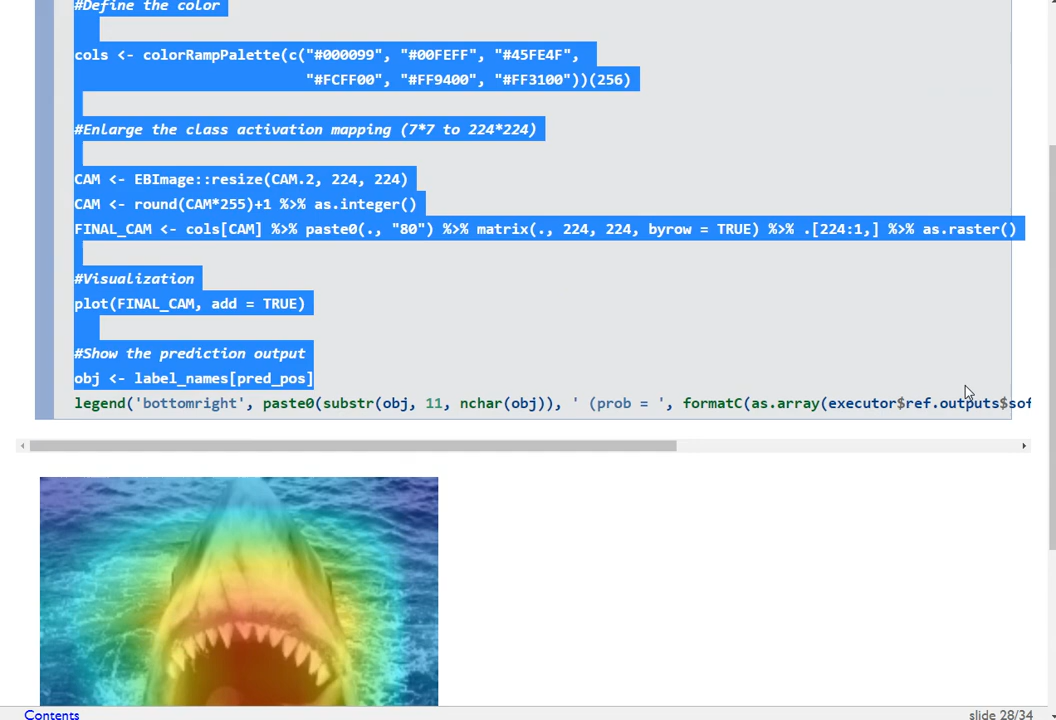 #Define the color
cols <- colorRampPalette(c("#000099", "#00FEFF", "#45FE4F",
"#FCFF00", "#FF9400", "#FF3100"))(256)
#Enlarge the class activation mapping (7*7 to 224*224)
CAM <- EBImage::resize(CAM.2, 224, 224)
CAM <- round(CAM*255)+1 %>% as.integer()
FINAL_CAM <- cols[CAM] %>% paste0(., "80") %>% matrix(., 224, 224, byrow = TRUE) %>% .[224:1,] %>% as.raster()
#Visualization
plot(FINAL_CAM, add = TRUE)
#Show the prediction output
obj <- label_names[pred_pos]
legend('bottomright', paste0(substr(obj, 11, nchar(obj)), ' (prob = ', formatC(as.array(executor$ref.outputs$sof
Contents
slide 28/34